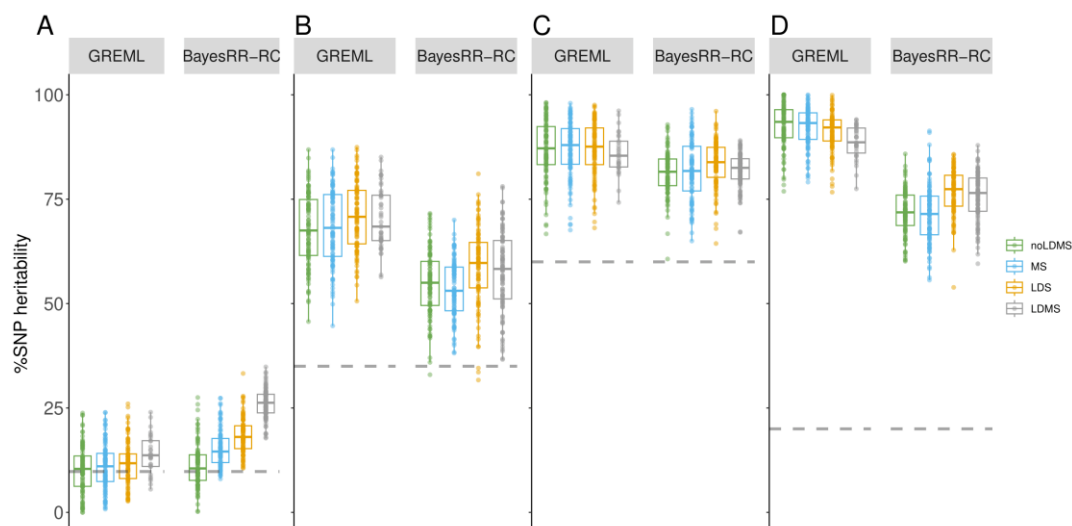 A B C D
GREML BayesRR−RC GREML BayesRR−RC GREML BayesRR−RC GREML BayesRR−RC
100
75
50
25
0
%SNP heritability
noLDMS
MS
LDS
LDMS